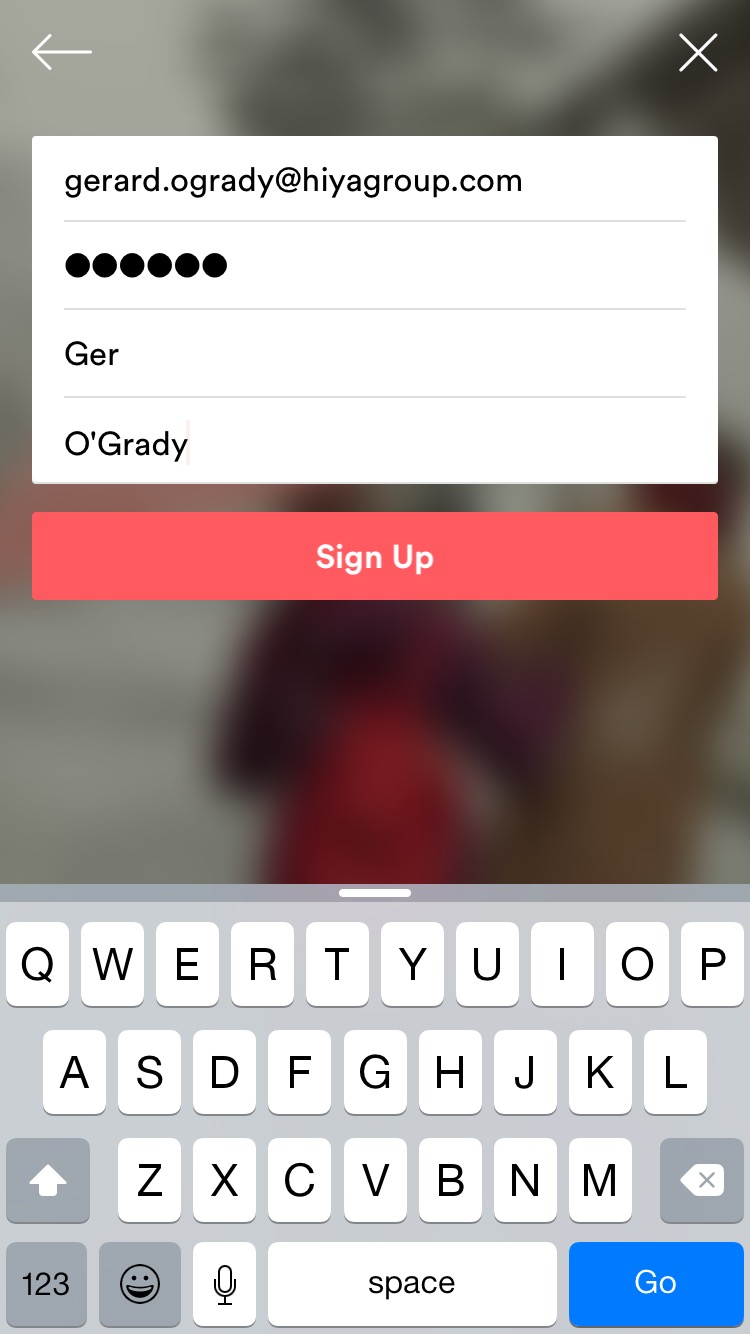 gerard.ogrady@hiyagroup.com
●●●●●●
Ger
O'Grady
Sign Up
Q W E R T Y U I O P
A S D F G H J K L
Z X C V B N M
123 space Go